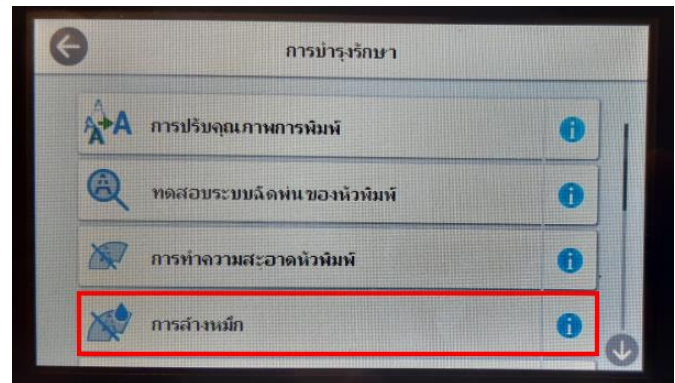 การบำรุงรักษา
การปรับคุณภาพการพิมพ์
ทดสอบระบบฉีดพ่นของหัวพิมพ์
การทำความสะอาดหัวพิมพ์
การล้างหมึก